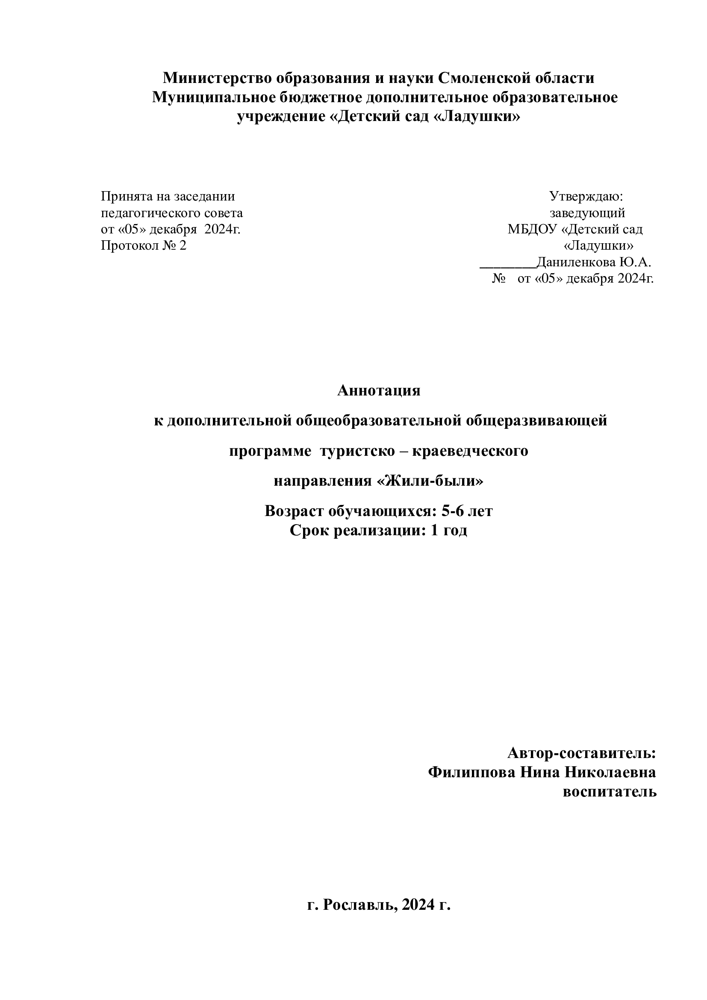 Министерство образования и науки Смоленской области
Муниципальное бюджетное дополнительное образовательное
учреждение «Детский сад «Ладушки»
Принята на заседании
педагогического совета
от «05» декабря 2024г.
Протокол № 2
Утверждаю:
заведующий
МБДОУ «Детский сад
«Ладушки»
________Даниленкова Ю.А.
№ от «05» декабря 2024г.
Аннотация
к дополнительной общеобразовательной общеразвивающей
программе туристско – краеведческого
направления «Жили-были»
Возраст обучающихся: 5-6 лет
Срок реализации: 1 год
Автор-составитель:
Филиппова Нина Николаевна
воспитатель
г. Рославль, 2024 г.